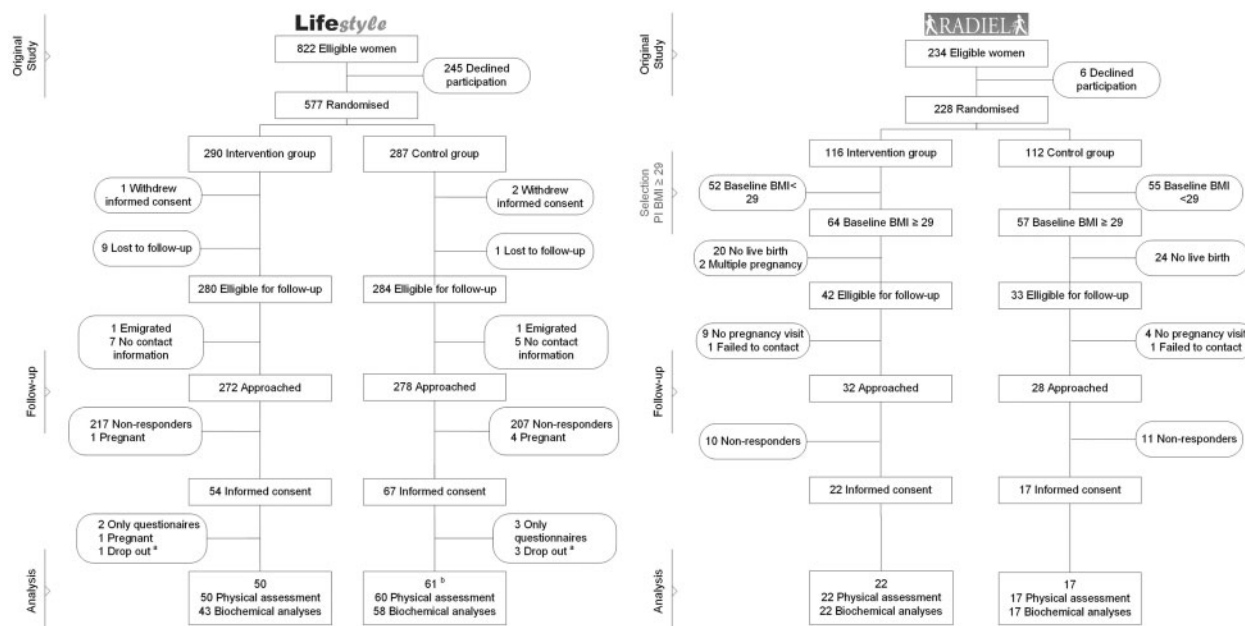 Lifestyle
Original
Study
822 Elligible women
245 Declined
participation
577 Randomised
290 Intervention group
287 Control group
1 Withdrew
informed consent
2 Withdrew
informed consent
9 Lost to follow-up
1 Lost to follow-up
280 Elligible for follow-up
284 Elligible for follow-up
1 Emigrated
7 No contact
information
1 Emigrated
5 No contact
information
Follow-up
272 Approached
278 Approached
217 Non-responders
1 Pregnant
207 Non-responders
4 Pregnant
54 Informed consent
67 Informed consent
2 Only questionaires
1 Pregnant
1 Drop out a
3 Only
questionnaires
3 Drop out a
Analysis
50
50 Physical assessment
43 Biochemical analyses
61 b
60 Physical assessment
58 Biochemical analyses
RADIEL
Original
Study
234 Eligible women
6 Declined
participation
228 Randomised
116 Intervention group
112 Control group
Selection
PI BMI ≥ 29
52 Baseline BMI<
29
55 Baseline BMI
<29
64 Baseline BMI ≥ 29
57 Baseline BMI ≥ 29
20 No live birth
2 Multiple pregnancy
24 No live birth
42 Elligible for follow-up
33 Elligible for follow-up
9 No pregnancy visit
1 Failed to contact
4 No pregnancy visit
1 Failed to contact
Follow-up
32 Approached
28 Approached
10 Non-responders
11 Non-responders
22 Informed consent
17 Informed consent
Analysis
22
22 Physical assessment
22 Biochemical analyses
17
17 Physical assessment
17 Biochemical analyses